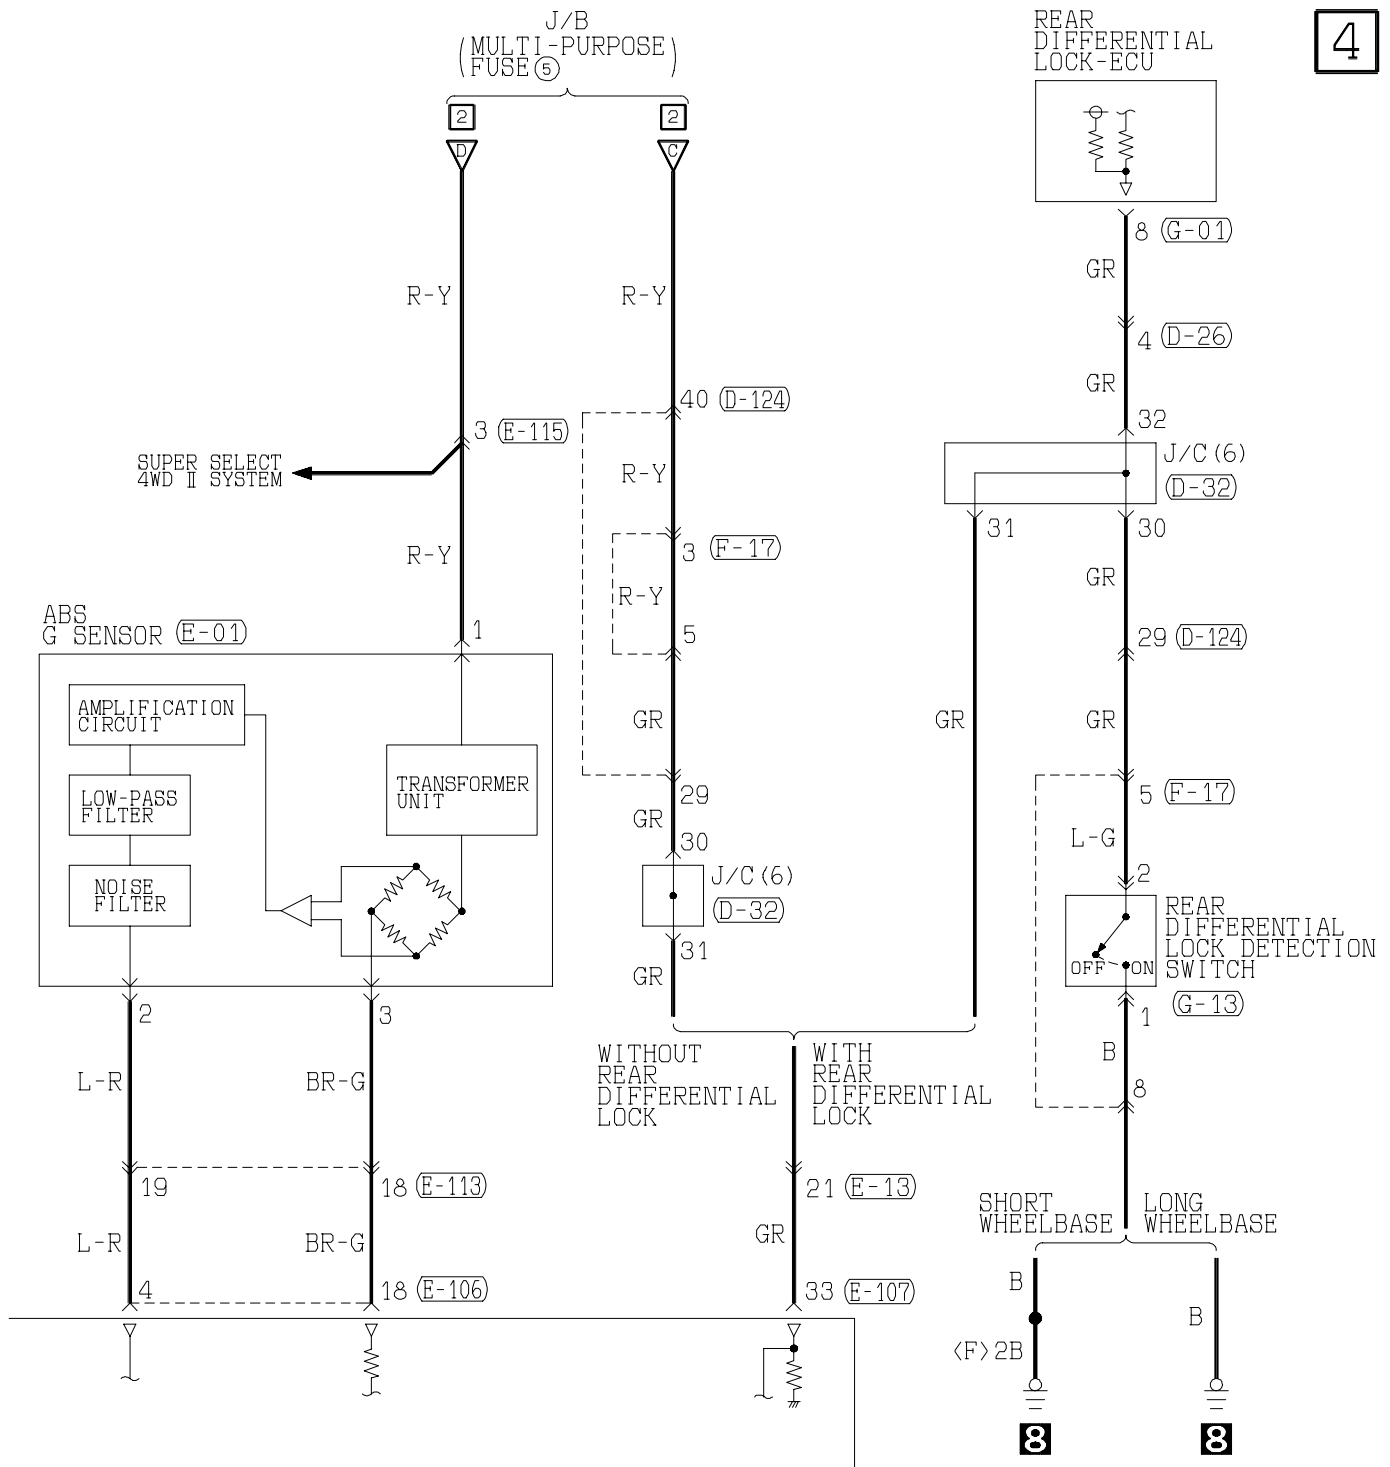 J/B
(MULTI-PURPOSE
FUSE⑤)
REAR
DIFFERENTIAL
LOCK-ECU
4
2
2
D
C
8 (G-01)
GR
R-Y
R-Y
4 (D-26)
GR
40 (D-124)
32
3 (E-115)
J/C(6)
(D-32)
SUPER SELECT
4WD Ⅱ SYSTEM
R-Y
31
30
R-Y
3 (F-17)
GR
R-Y
ABS
G SENSOR (E-01)
1
5
29 (D-124)
AMPLIFICATION
CIRCUIT
GR
GR
GR
TRANSFORMER
UNIT
LOW-PASS
FILTER
29
5 (F-17)
GR
30
L-G
J/C(6)
(D-32)
2
NOISE
FILTER
REAR
DIFFERENTIAL
LOCK DETECTION
SWITCH
OFF
ON
31
GR
(G-13)
2
3
1
WITHOUT
REAR
DIFFERENTIAL
LOCK
WITH
REAR
DIFFERENTIAL
LOCK
B
L-R
BR-G
8
19
18 (E-113)
21 (E-13)
SHORT
WHEELBASE
LONG
WHEELBASE
L-R
BR-G
GR
4
18 (E-106)
33 (E-107)
B
B
<F>2B
8
8